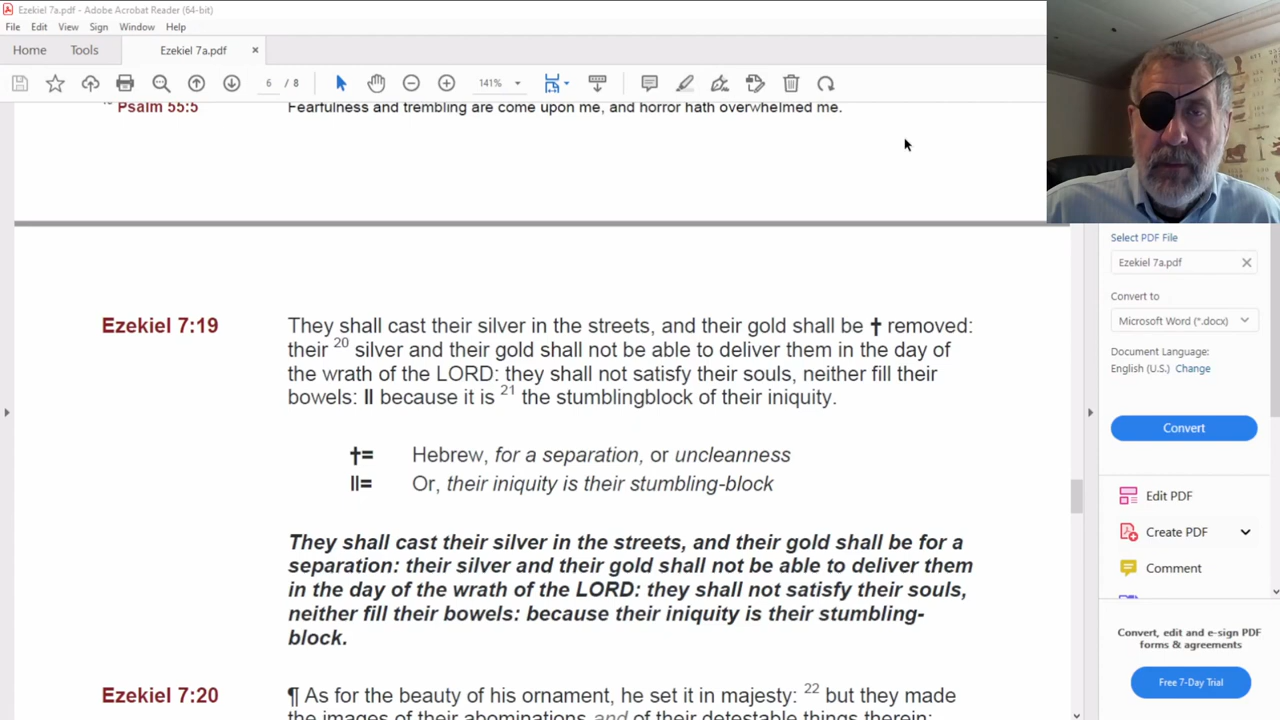 Ezekiel 7a.pdf - Adobe Acrobat Reader (64-bit)
File Edit View Sign Window Help
Home Tools Ezekiel 7a.pdf ×
6 / 8 141%
Psalm 55:5 Fearfulness and trembling are come upon me, and horror hath overwhelmed me.
Ezekiel 7:19 They shall cast their silver in the streets, and their gold shall be † removed:
their 20 silver and their gold shall not be able to deliver them in the day of
the wrath of the LORD: they shall not satisfy their souls, neither fill their
bowels: ǁ because it is 21 the stumblingblock of their iniquity.
†= Hebrew, for a separation, or uncleanness
ǁ= Or, their iniquity is their stumbling-block
They shall cast their silver in the streets, and their gold shall be for a
separation: their silver and their gold shall not be able to deliver them
in the day of the wrath of the LORD: they shall not satisfy their souls,
neither fill their bowels: because their iniquity is their stumbling-
block.
Ezekiel 7:20 ¶ As for the beauty of his ornament, he set it in majesty: 22 but they made
the images of their abominations and of their detestable things therein:
Select PDF File
Ezekiel 7a.pdf
Convert to
Microsoft Word (*.docx)
Document Language:
English (U.S.) Change
Convert
Edit PDF
Create PDF
Comment
Convert, edit and e-sign PDF
forms & agreements
Free 7-Day Trial